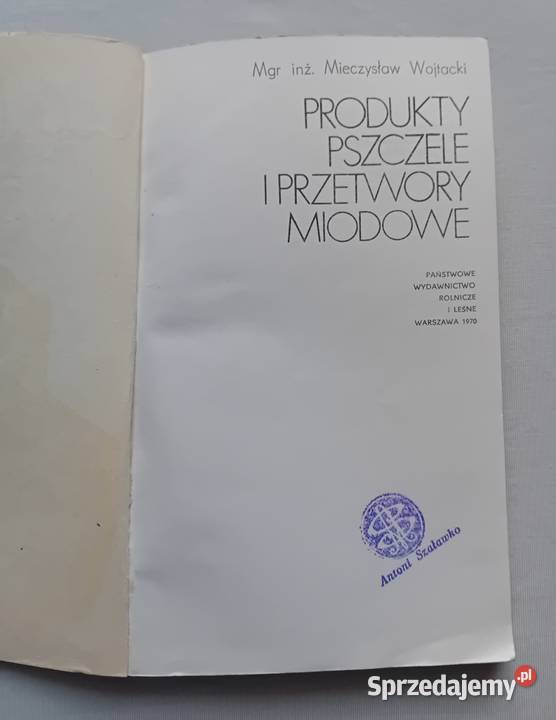 Mgr inż. Mieczysław Wojtacki
PRODUKTY
PSZCZELE
I PRZETWORY
MIODOWE
PAŃSTWOWE
WYDAWNICTWO
ROLNICZE
I LEŚNE
WARSZAWA 1970
Antoni Szaławko
Sprzedajemy.pl